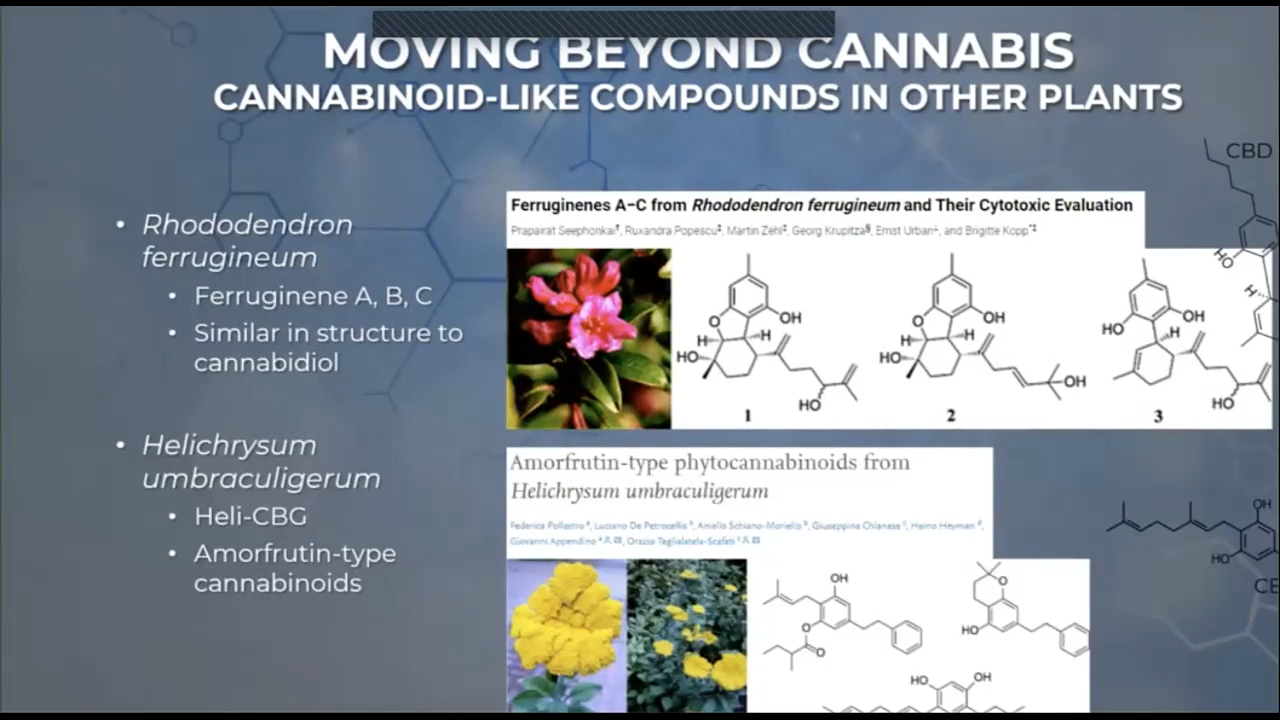 MOVING BEYOND CANNABIS
CANNABINOID-LIKE COMPOUNDS IN OTHER PLANTS
• Rhododendron
ferrugineum
• Ferruginene A, B, C
• Similar in structure to
cannabidiol
• Helichrysum
umbraculigerum
• Heli-CBG
• Amorfrutin-type
cannabinoids
Ferruginenes A−C from Rhododendron ferrugineum and Their Cytotoxic Evaluation
Prapairat Seephonkai†, Ruxandra Popescu‡, Martin Zehl‡, Georg Krupitza§, Ernst Urban⊥, and Brigitte Kopp*‡
O
OH
H
H
HO
HO
1
O
OH
H
H
HO
OH
2
HO
OH
H
HO
3
Amorfrutin-type phytocannabinoids from
Helichrysum umbraculigerum
Federica Pollastro a, Luciano De Petrocellis b, Aniello Schiano-Moriello b, Giuseppina Chianese c, Heino Heyman d,
Giovanni Appendino a, Orazio Taglialatela-Scafati c
OH
O
O
O
HO
HO
OH
CBD
HO
H
OH
HO